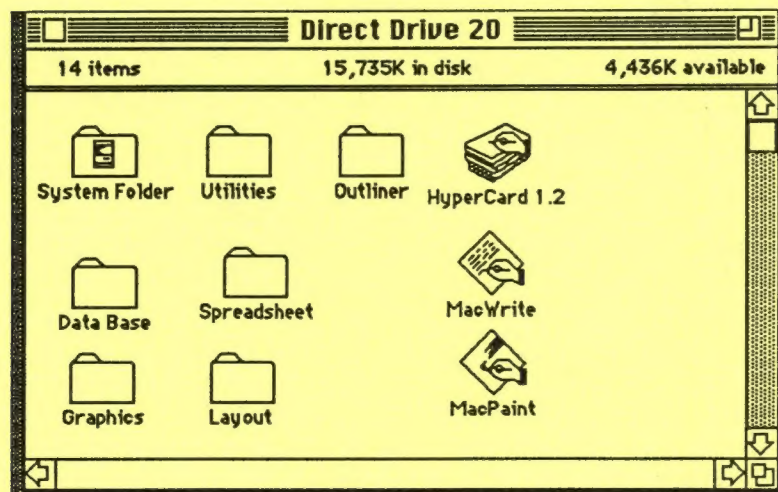 Direct Drive 20
14 items 15,735K in disk 4,436K available
System Folder Utilities Outliner HyperCard 1.2
Data Base Spreadsheet MacWrite
Graphics Layout MacPaint